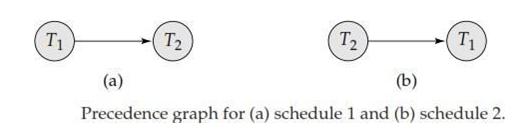 T1 T2 T2 T1
(a) (b)
Precedence graph for (a) schedule 1 and (b) schedule 2.